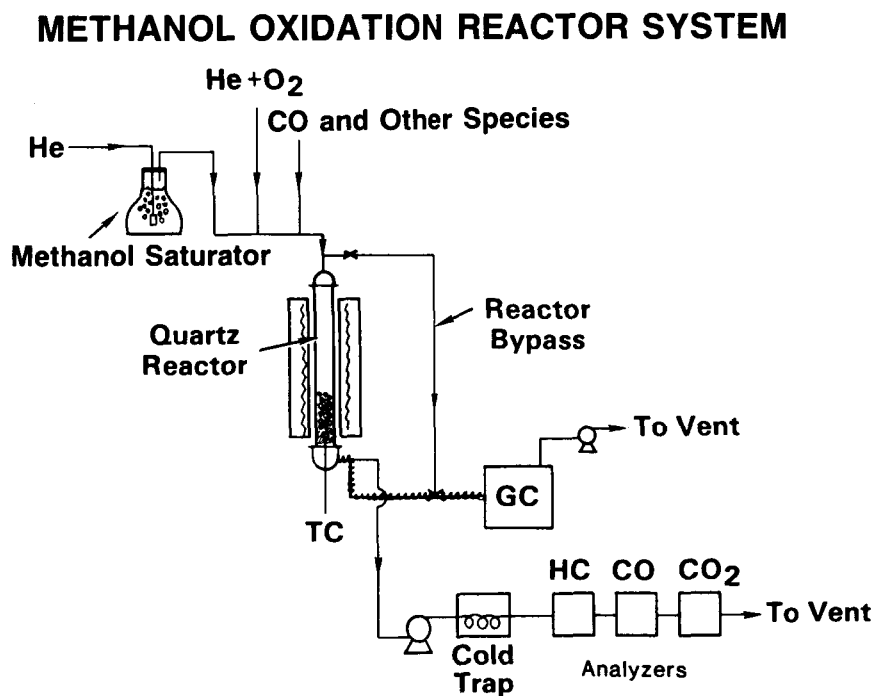 METHANOL OXIDATION REACTOR SYSTEM
He+O2
CO and Other Species
He
Methanol Saturator
Quartz
Reactor
Reactor
Bypass
To Vent
GC
TC
HC
CO
CO2
To Vent
Cold
Trap
Analyzers